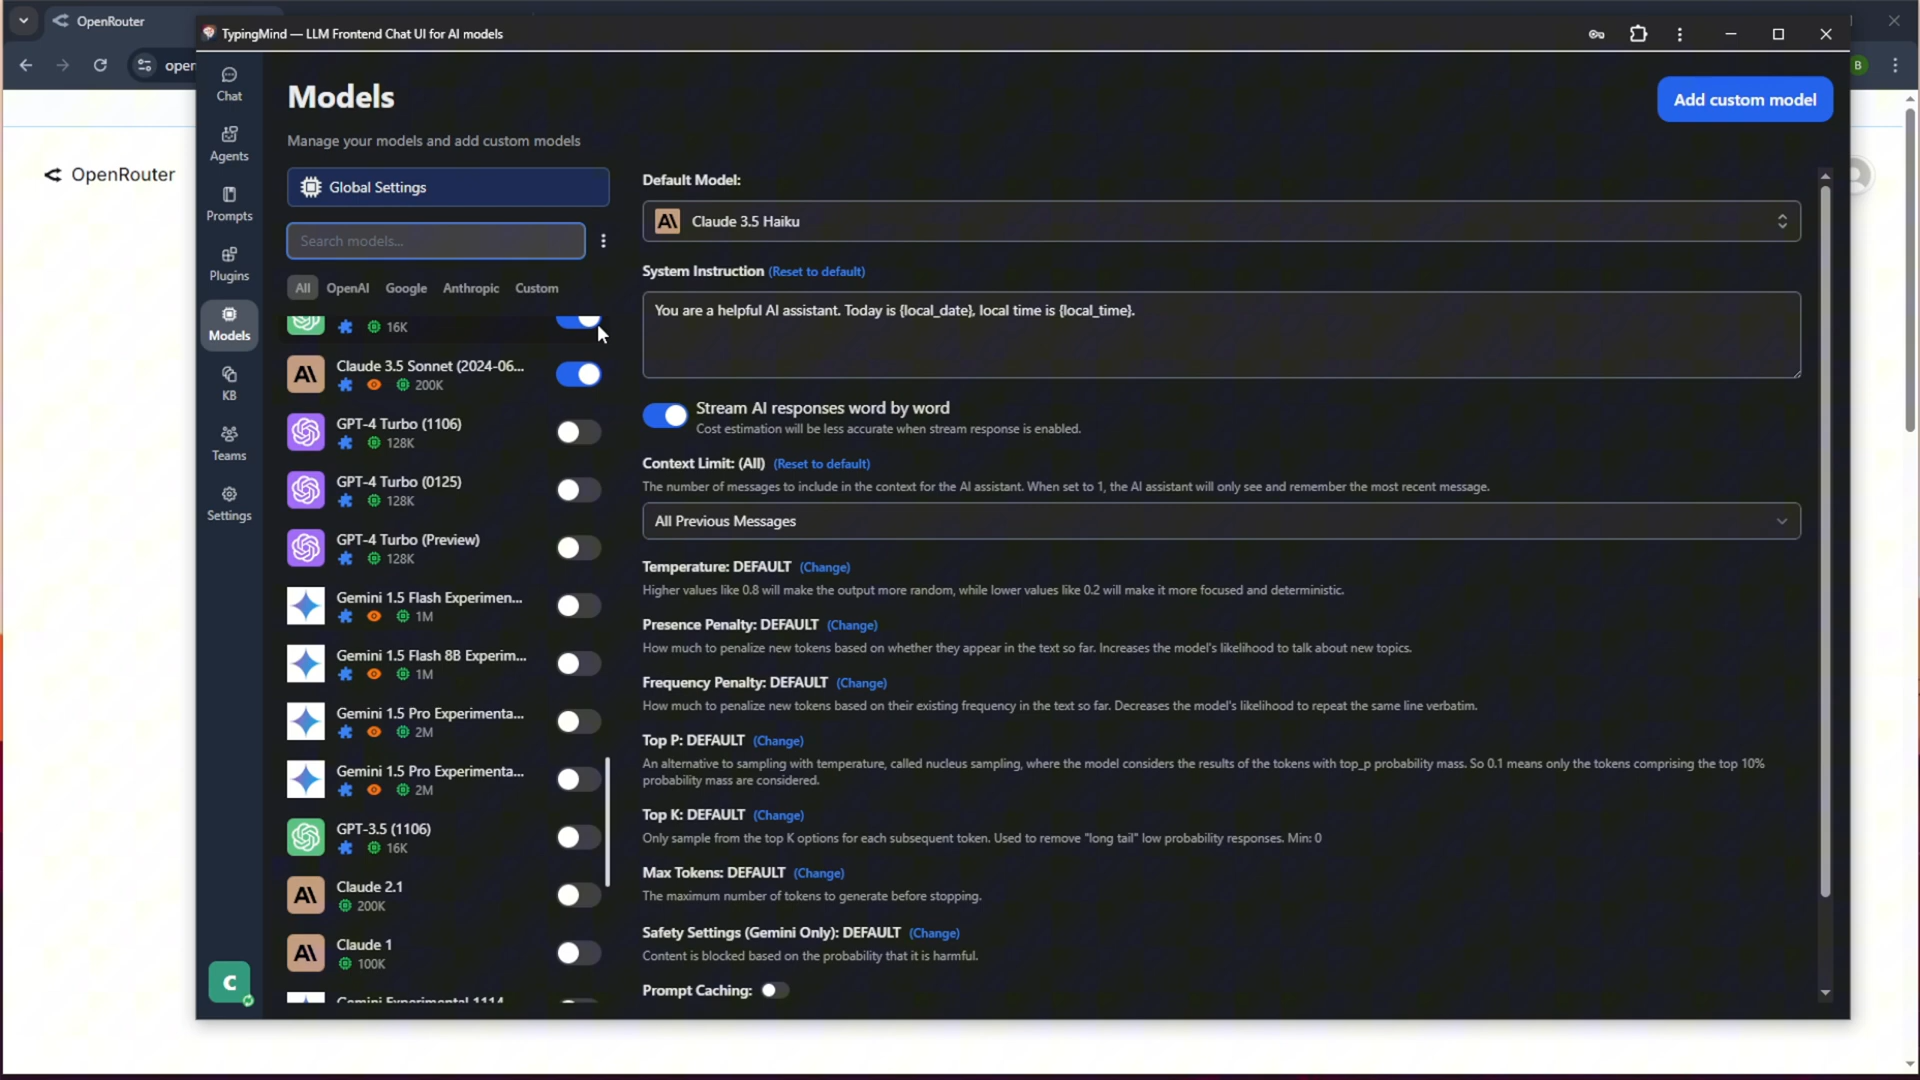 OpenRouter
TypingMind — LLM Frontend Chat UI for AI models
open
B
OpenRouter
Chat
Agents
Prompts
Plugins
Models
KB
Teams
Settings
C
Models
Add custom model
Manage your models and add custom models
Global Settings
Search models...
All OpenAI Google Anthropic Custom
16K
Claude 3.5 Sonnet (2024-06...
200K
GPT-4 Turbo (1106)
128K
GPT-4 Turbo (0125)
128K
GPT-4 Turbo (Preview)
128K
Gemini 1.5 Flash Experimen...
1M
Gemini 1.5 Flash 8B Experim...
1M
Gemini 1.5 Pro Experimenta...
2M
Gemini 1.5 Pro Experimenta...
2M
GPT-3.5 (1106)
16K
Claude 2.1
200K
Claude 1
100K
Gemini Experimental 1114
Default Model:
Claude 3.5 Haiku
System Instruction (Reset to default)
You are a helpful AI assistant. Today is {local_date}, local time is {local_time}.
Stream AI responses word by word
Cost estimation will be less accurate when stream response is enabled.
Context Limit: (All) (Reset to default)
The number of messages to include in the context for the AI assistant. When set to 1, the AI assistant will only see and remember the most recent message.
All Previous Messages
Temperature: DEFAULT (Change)
Higher values like 0.8 will make the output more random, while lower values like 0.2 will make it more focused and deterministic.
Presence Penalty: DEFAULT (Change)
How much to penalize new tokens based on whether they appear in the text so far. Increases the model's likelihood to talk about new topics.
Frequency Penalty: DEFAULT (Change)
How much to penalize new tokens based on their existing frequency in the text so far. Decreases the model's likelihood to repeat the same line verbatim.
Top P: DEFAULT (Change)
An alternative to sampling with temperature, called nucleus sampling, where the model considers the results of the tokens with top_p probability mass. So 0.1 means only the tokens comprising the top 10%
probability mass are considered.
Top K: DEFAULT (Change)
Only sample from the top K options for each subsequent token. Used to remove "long tail" low probability responses. Min: 0
Max Tokens: DEFAULT (Change)
The maximum number of tokens to generate before stopping.
Safety Settings (Gemini Only): DEFAULT (Change)
Content is blocked based on the probability that it is harmful.
Prompt Caching: